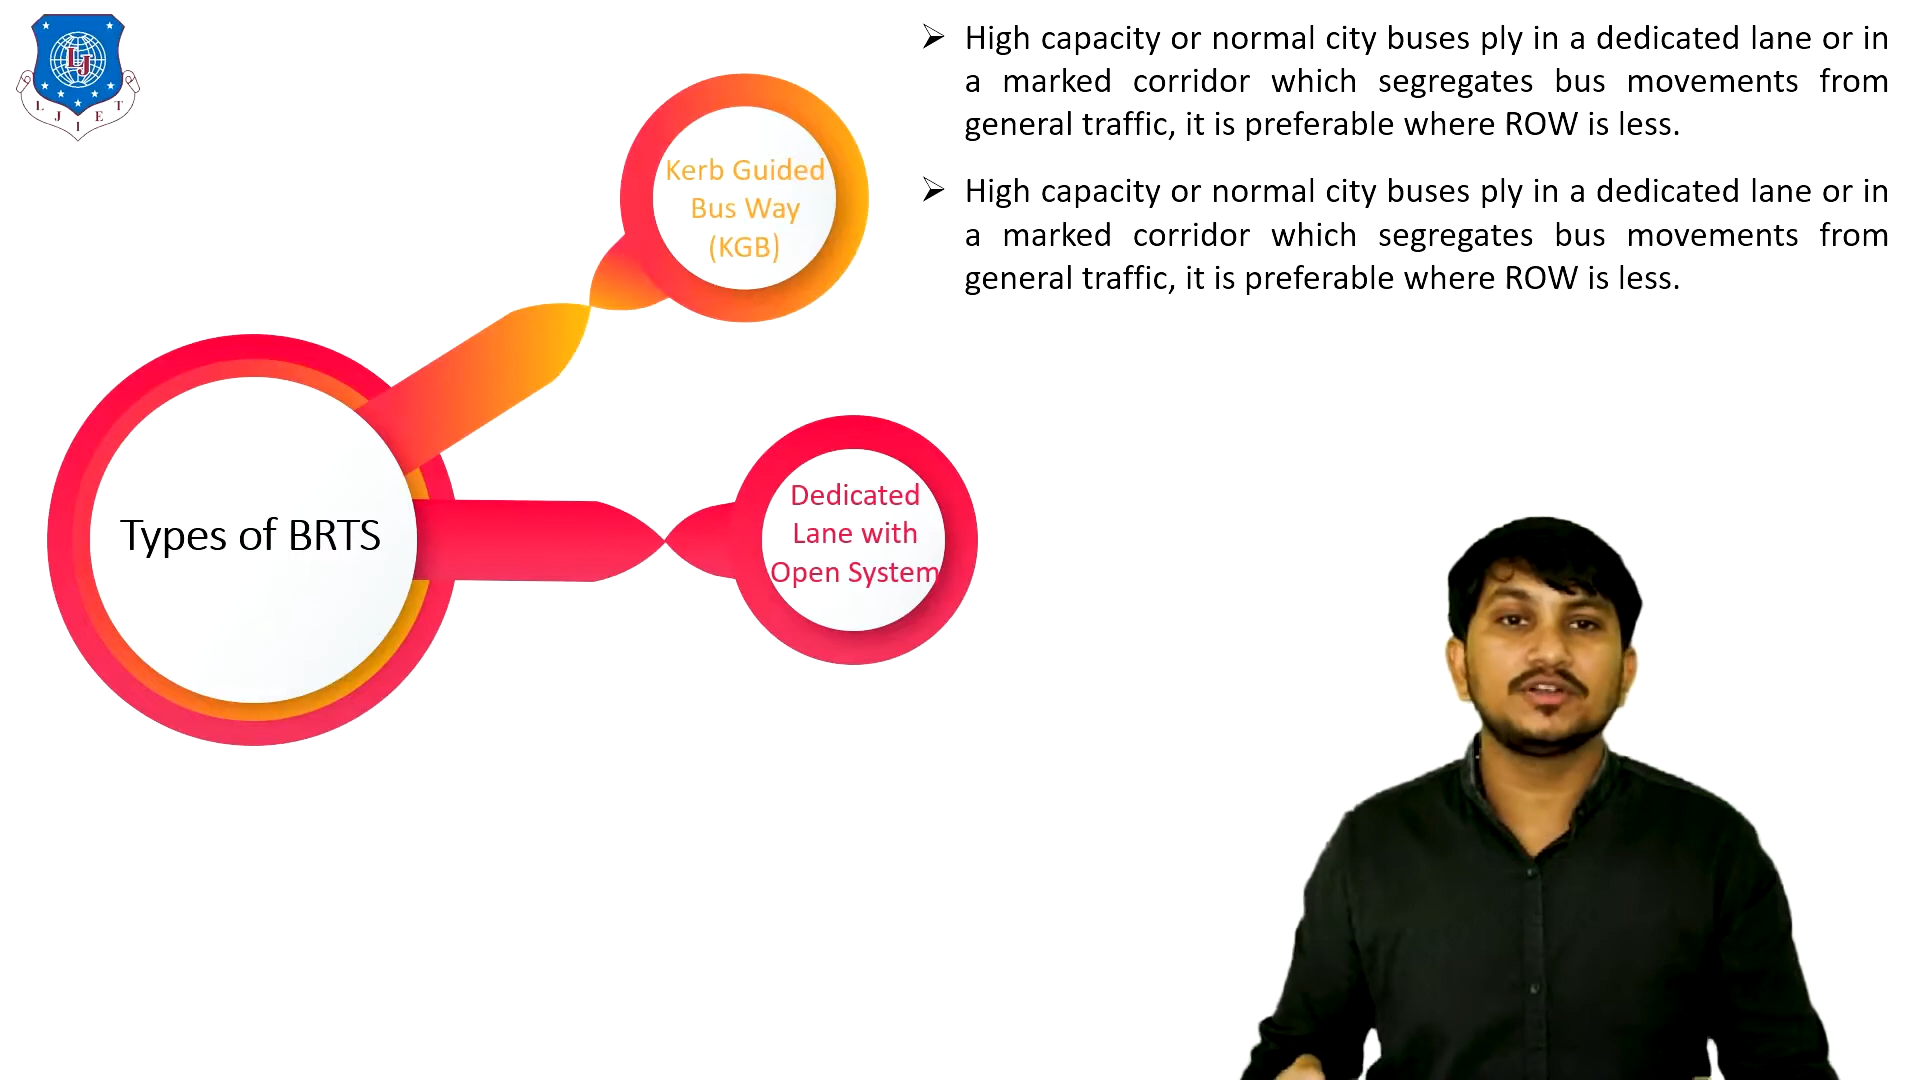 L J I E T
LJ
High capacity or normal city buses ply in a dedicated lane or in
a marked corridor which segregates bus movements from
general traffic, it is preferable where ROW is less.
High capacity or normal city buses ply in a dedicated lane or in
a marked corridor which segregates bus movements from
general traffic, it is preferable where ROW is less.
Kerb Guided
Bus Way
(KGB)
Types of BRTS
Dedicated
Lane with
Open System